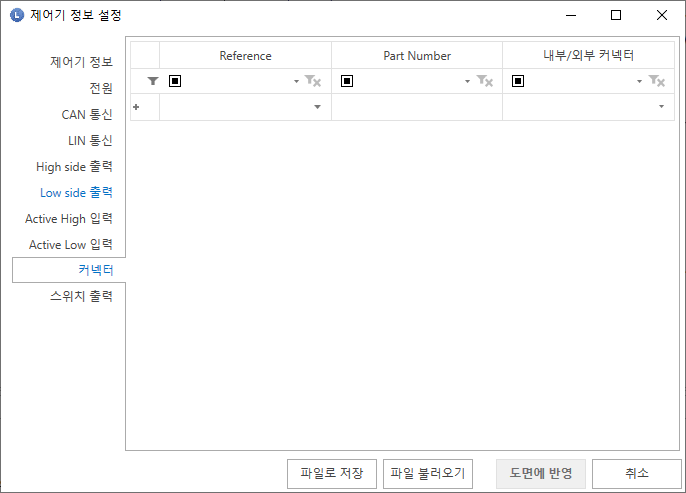 L 제어기 정보 설정
제어기 정보
전원
CAN 통신
LIN 통신
High side 출력
Low side 출력
Active High 입력
Active Low 입력
커넥터
스위치 출력
Reference Part Number 내부/외부 커넥터
파일로 저장 파일 불러오기 도면에 반영 취소